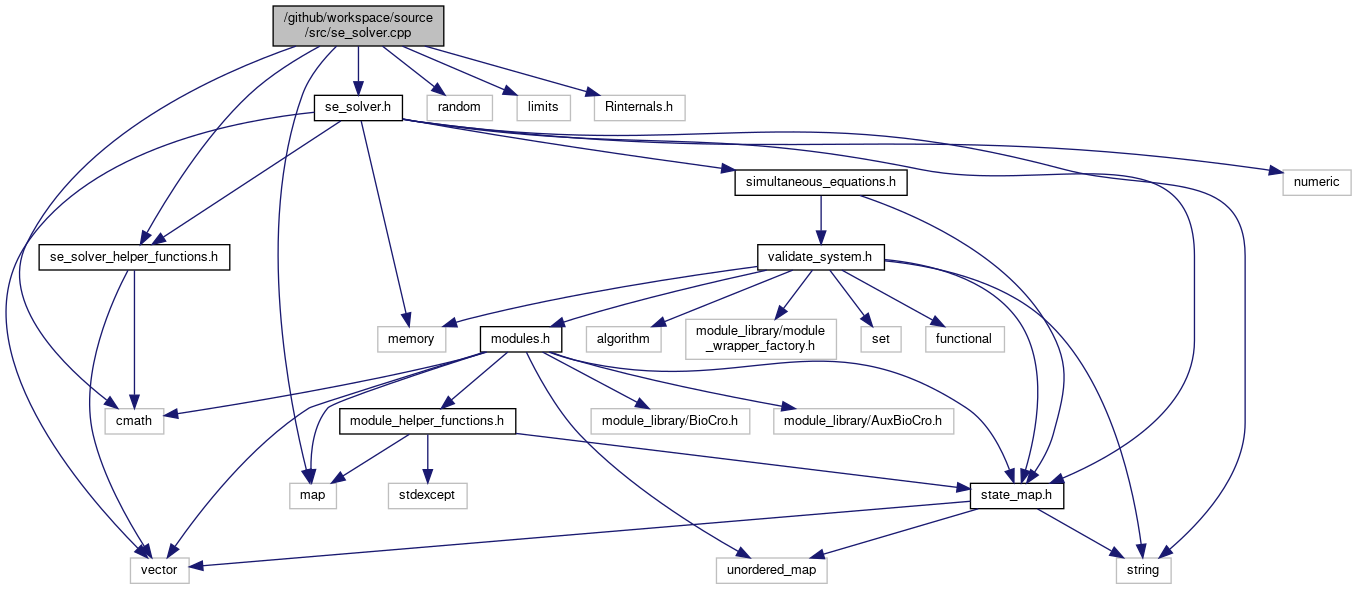 /github/workspace/source
/src/se_solver.cpp
se_solver.h
random
limits
Rinternals.h
simultaneous_equations.h
numeric
se_solver_helper_functions.h
validate_system.h
memory
modules.h
algorithm
module_library/module
_wrapper_factory.h
set
functional
cmath
module_helper_functions.h
module_library/BioCro.h
module_library/AuxBioCro.h
map
stdexcept
state_map.h
vector
unordered_map
string